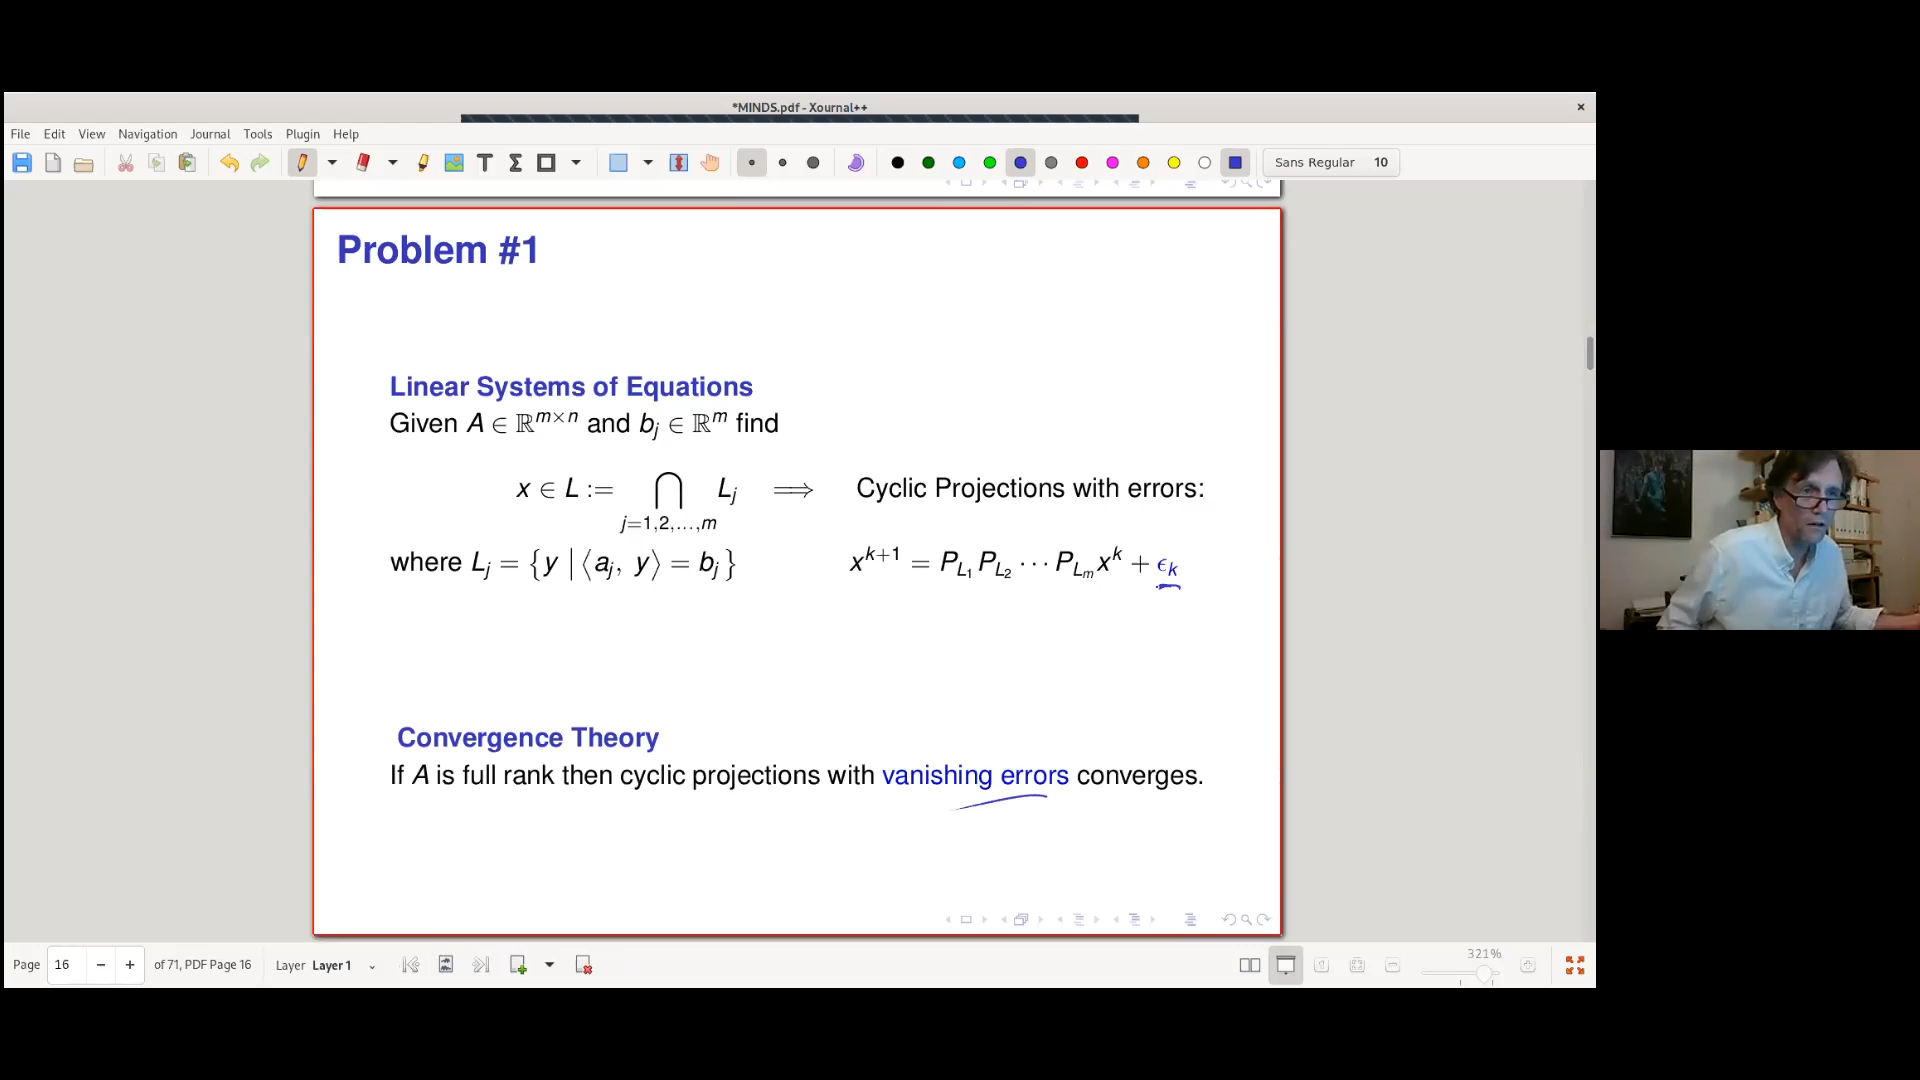 *MINDS.pdf - Xournal++
File Edit View Navigation Journal Tools Plugin Help
Sans Regular 10
Problem #1
Linear Systems of Equations
Given A ∈ ℝ^{m×n} and b_j ∈ ℝ^m find
x ∈ L := ⋂_{j=1,2,...,m} L_j ⟹ Cyclic Projections with errors:
where L_j = {y | ⟨a_j, y⟩ = b_j} x^{k+1} = P_{L_1} P_{L_2} ··· P_{L_m} x^k + ϵ_k
Convergence Theory
If A is full rank then cyclic projections with vanishing errors converges.
Page 16 − + of 71, PDF Page 16 Layer Layer 1 321%